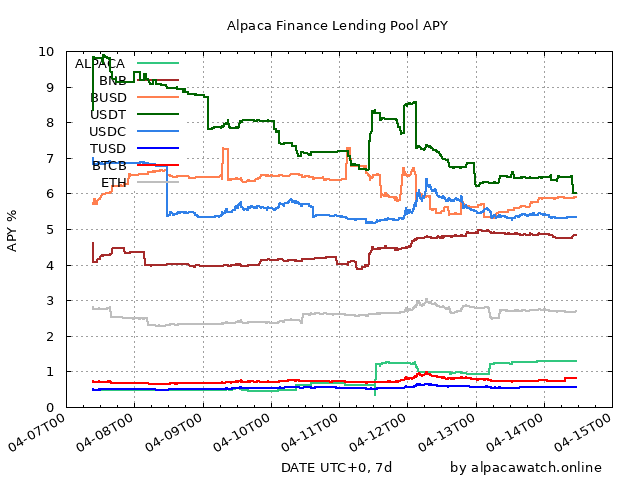 Alpaca Finance Lending Pool APY
10
9
8
7
6
5
4
3
2
1
0
APY %
ALPACA
BNB
BUSD
USDT
USDC
TUSD
BTCB
ETH
04-07T00
04-08T00
04-09T00
04-10T00
04-11T00
04-12T00
04-13T00
04-14T00
04-15T00
DATE UTC+0, 7d
by alpacawatch.online